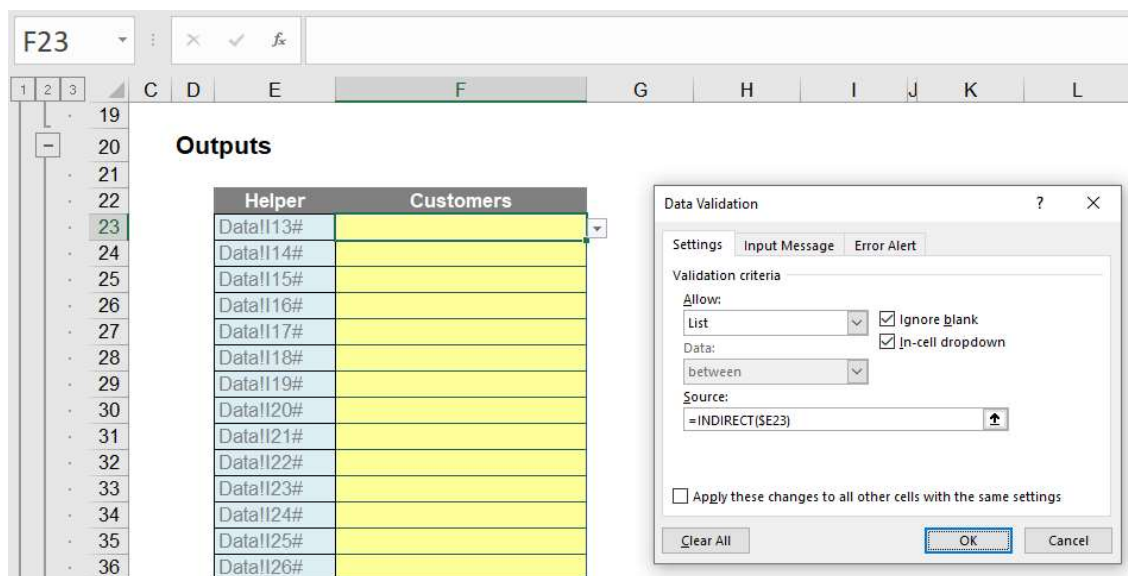 F23
fx
1 2 3 C D E F G H I J K L
19
20 Outputs
21
22 Helper Customers
23 Data!I13#
24 Data!I14#
25 Data!I15#
26 Data!I16#
27 Data!I17#
28 Data!I18#
29 Data!I19#
30 Data!I20#
31 Data!I21#
32 Data!I22#
33 Data!I23#
34 Data!I24#
35 Data!I25#
36 Data!I26#
Data Validation ?
Settings Input Message Error Alert
Validation criteria
Allow:
List Ignore blank
In-cell dropdown
Data:
between
Source:
=INDIRECT($E23)
Apply these changes to all other cells with the same settings
Clear All OK Cancel